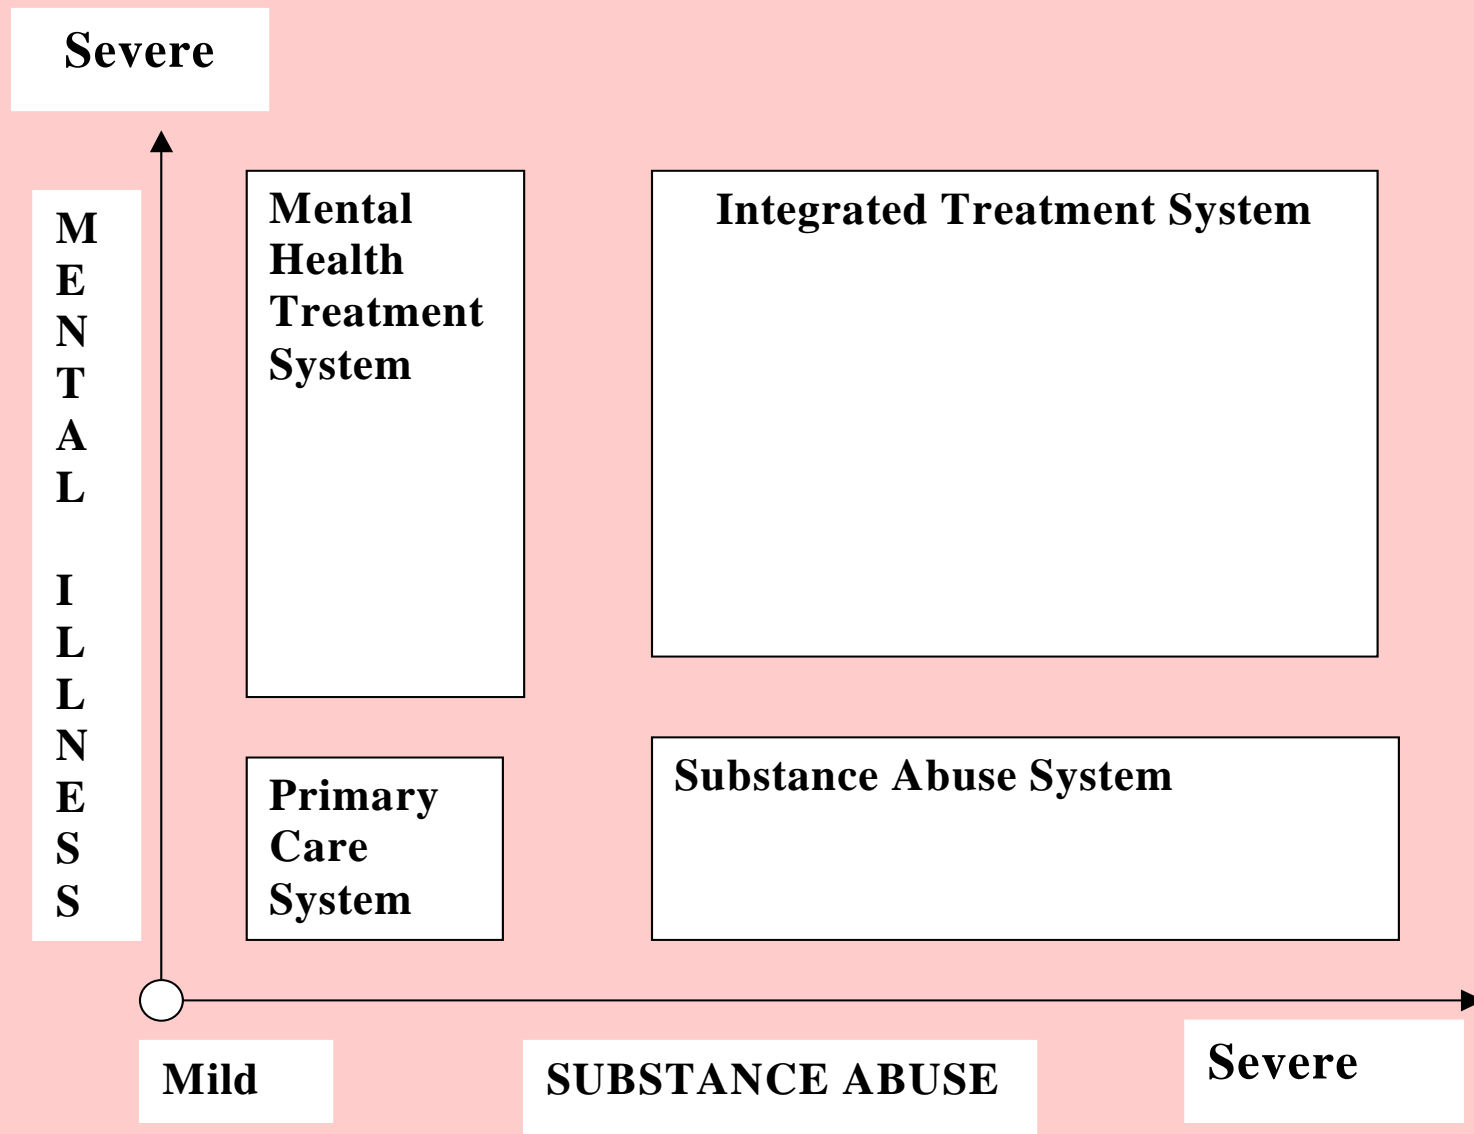 Severe
M
E
N
T
A
L
I
L
L
N
E
S
S
Mental
Health
Treatment
System
Integrated Treatment System
Primary
Care
System
Substance Abuse System
Mild
SUBSTANCE ABUSE
Severe